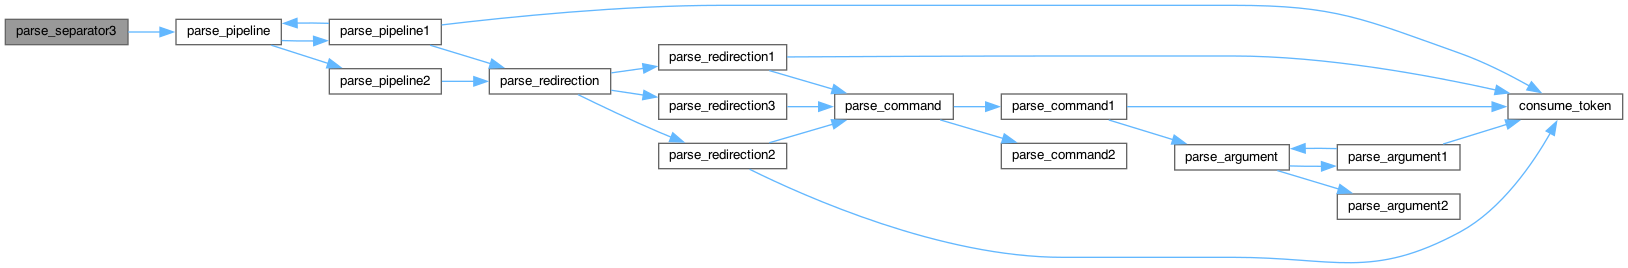 parse_separator3
parse_pipeline
parse_pipeline1
parse_pipeline2
parse_redirection
parse_redirection1
parse_redirection3
parse_redirection2
parse_command
parse_command1
parse_command2
parse_argument
parse_argument1
parse_argument2
consume_token